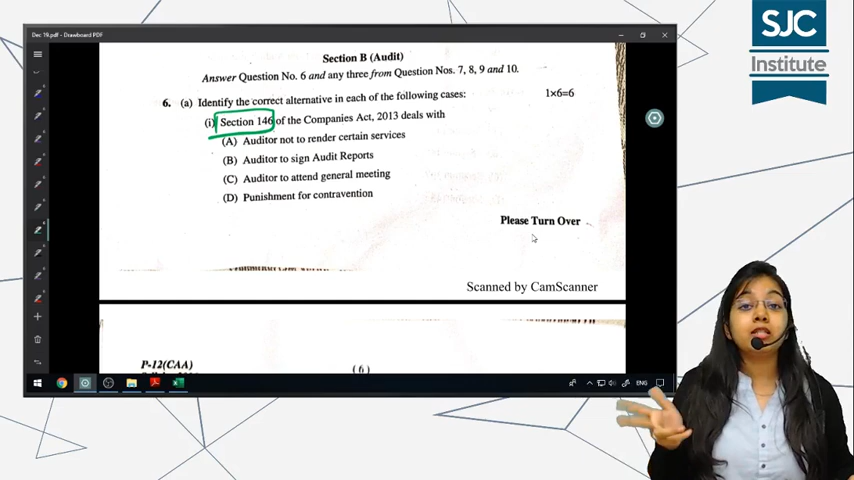 Dec 19.pdf - Drawboard PDF
SJC
Institute
Section B (Audit)
Answer Question No. 6 and any three from Question Nos. 7, 8, 9 and 10.
6. (a) Identify the correct alternative in each of the following cases: 1×6=6
(i) Section 146 of the Companies Act, 2013 deals with
(A) Auditor not to render certain services
(B) Auditor to sign Audit Reports
(C) Auditor to attend general meeting
(D) Punishment for contravention
Please Turn Over
Scanned by CamScanner
P-12(CAA)
(6)
ENG